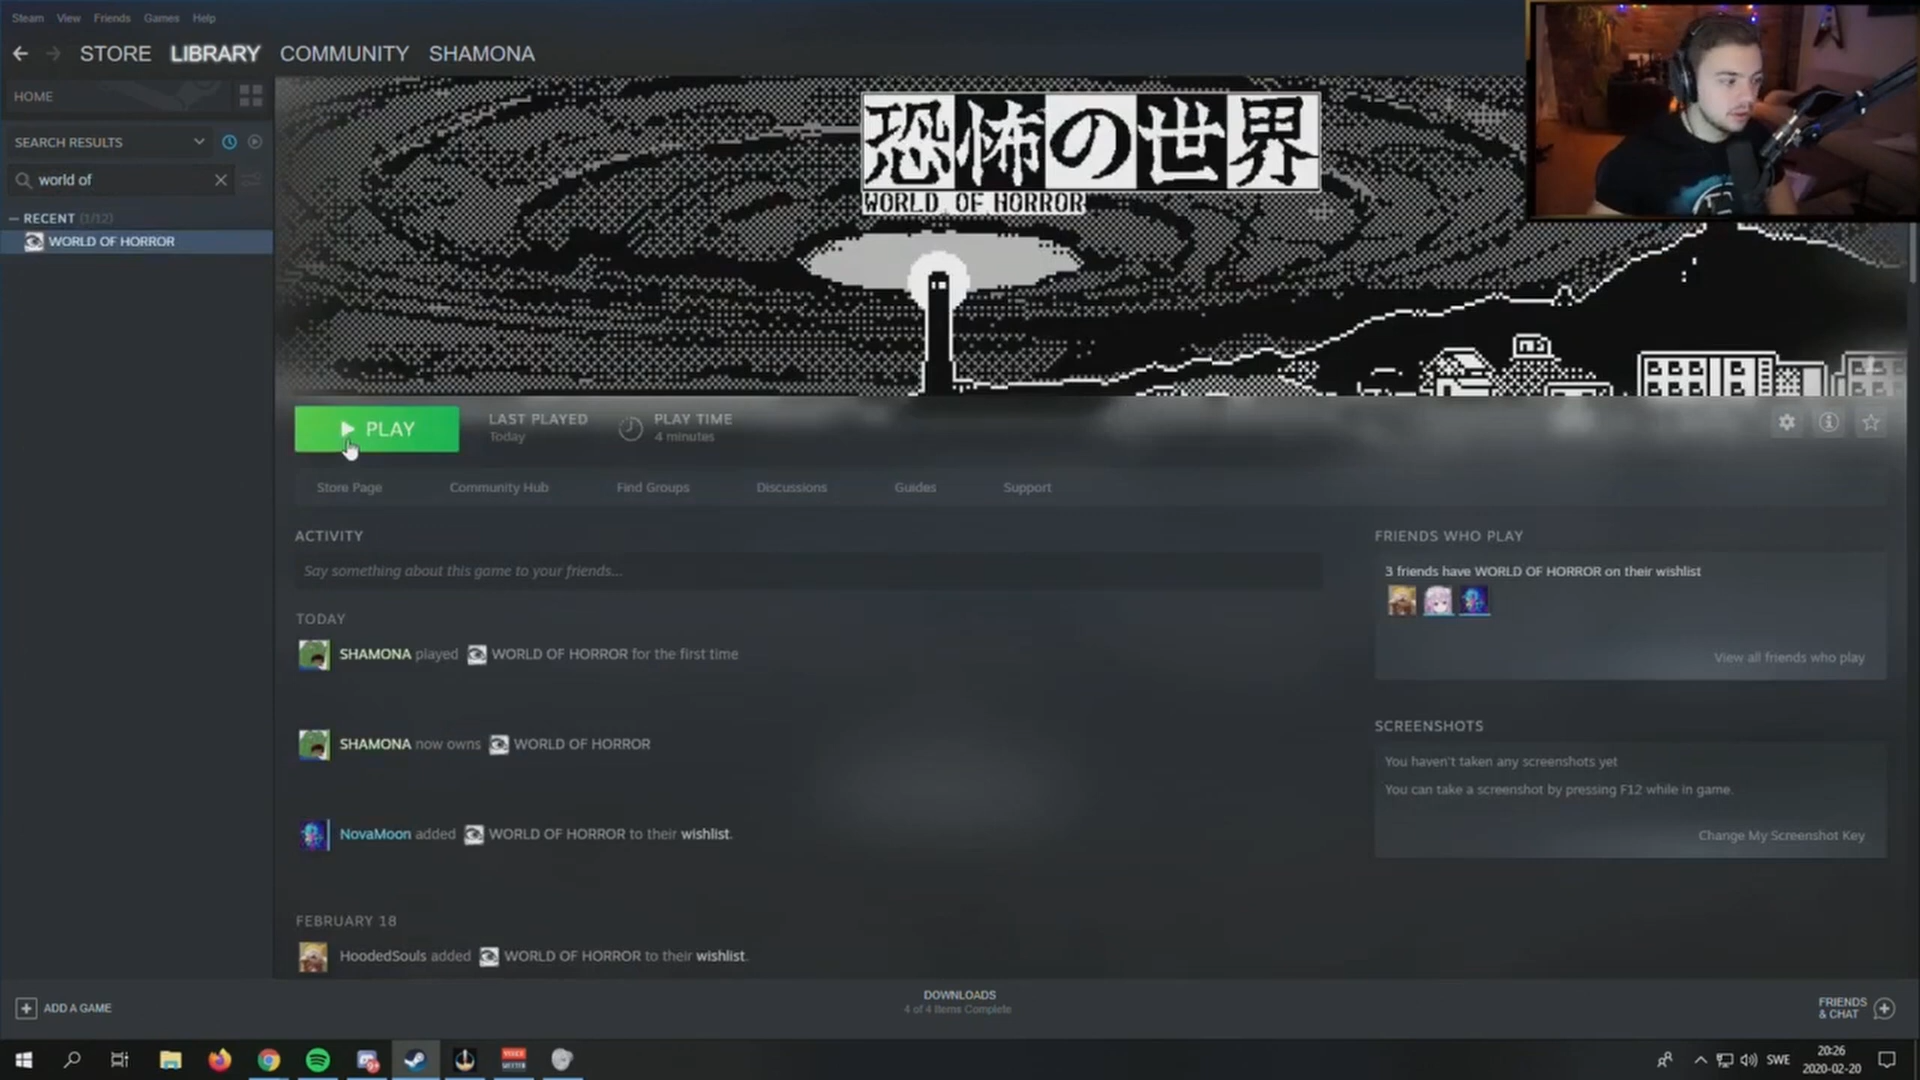 Steam View Friends Games Help
STORE LIBRARY COMMUNITY SHAMONA
HOME
SEARCH RESULTS
world of
RECENT (1/12)
WORLD OF HORROR
恐怖の世界
WORLD OF HORROR
PLAY
LAST PLAYED
Today
PLAY TIME
4 minutes
Store Page Community Hub Find Groups Discussions Guides Support
ACTIVITY
Say something about this game to your friends...
TODAY
SHAMONA played WORLD OF HORROR for the first time
SHAMONA now owns WORLD OF HORROR
NovaMoon added WORLD OF HORROR to their wishlist.
FEBRUARY 18
HoodedSouls added WORLD OF HORROR to their wishlist.
FRIENDS WHO PLAY
3 friends have WORLD OF HORROR on their wishlist
View all friends who play
SCREENSHOTS
You haven't taken any screenshots yet
You can take a screenshot by pressing F12 while in game.
Change My Screenshot Key
ADD A GAME
DOWNLOADS
4 of 4 Items Complete
FRIENDS
& CHAT
SWE
20:26
2020-02-20